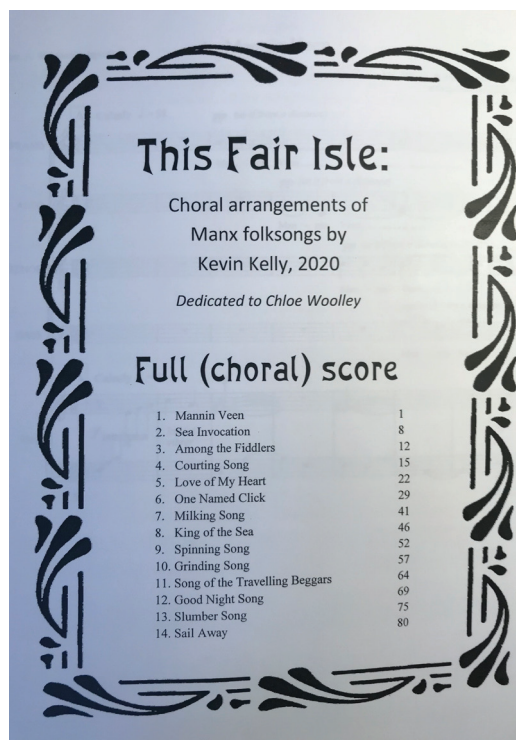 This Fair Isle:
Choral arrangements of
Manx folksongs by
Kevin Kelly, 2020
Dedicated to Chloe Woolley
Full (choral) score
1. Mannin Veen 1
2. Sea Invocation 8
3. Among the Fiddlers 12
4. Courting Song 15
5. Love of My Heart 22
6. One Named Click 29
7. Milking Song 41
8. King of the Sea 46
9. Spinning Song 52
10. Grinding Song 57
11. Song of the Travelling Beggars 64
12. Good Night Song 69
13. Slumber Song 75
14. Sail Away 80